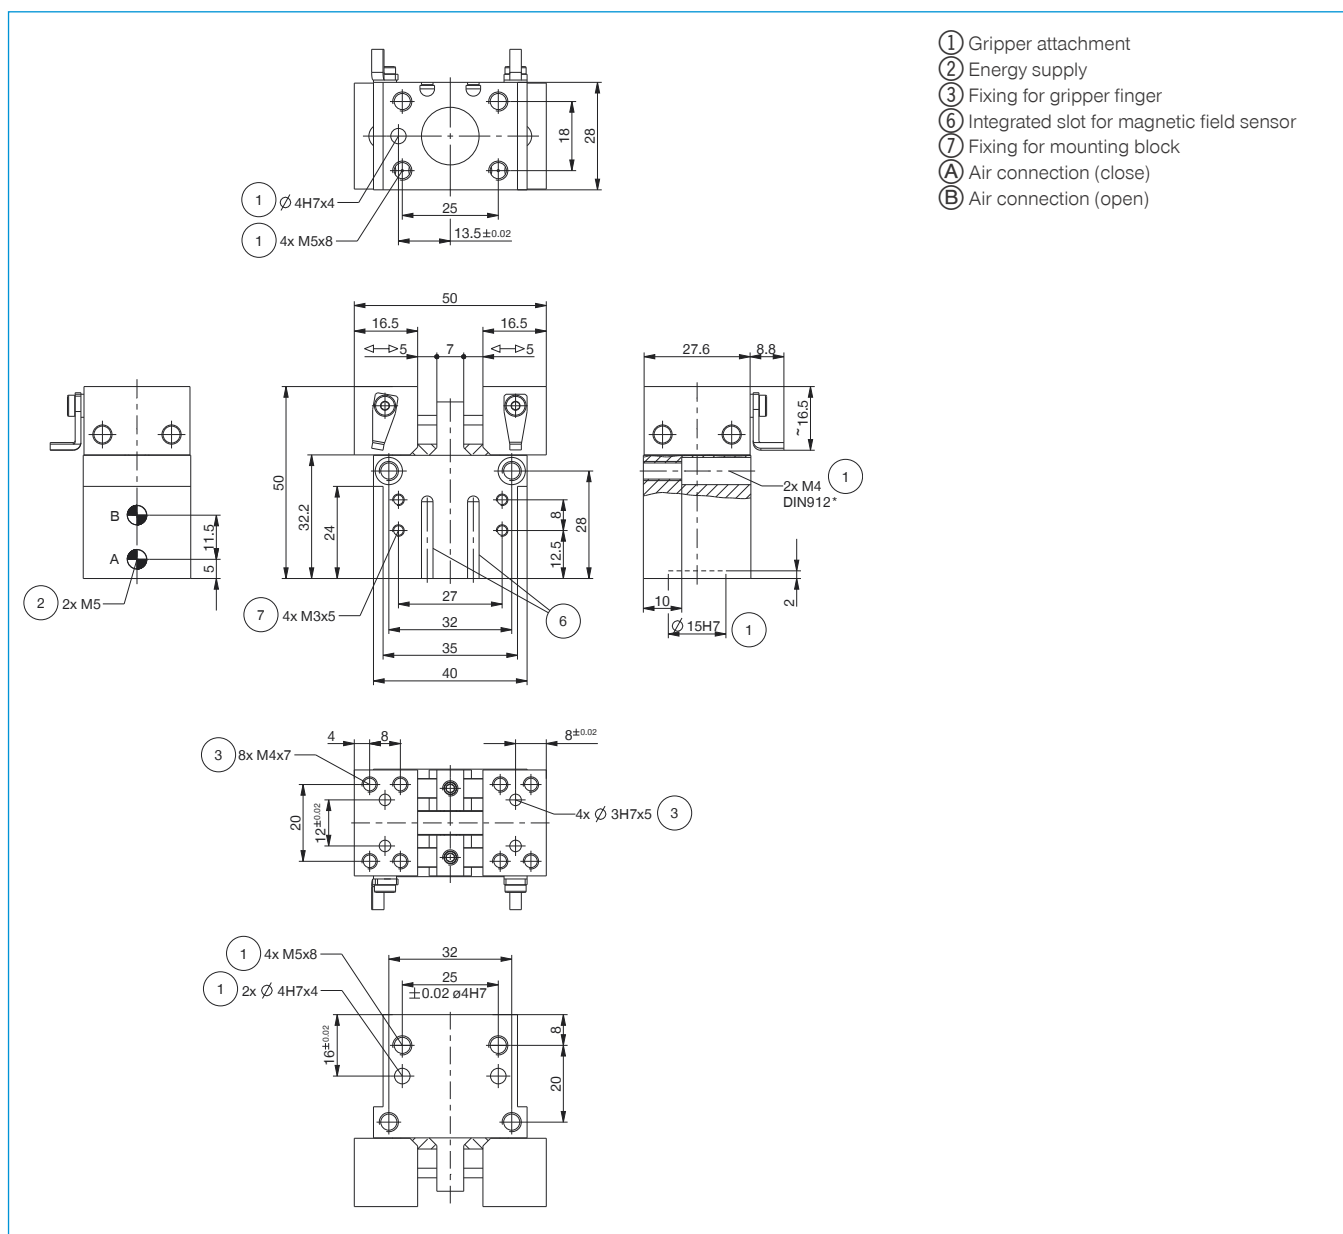 ① Gripper attachment
② Energy supply
③ Fixing for gripper finger
⑥ Integrated slot for magnetic field sensor
⑦ Fixing for mounting block
Ⓐ Air connection (close)
Ⓑ Air connection (open)
18
28
1 Ø 4H7x4
25
1 4x M5x8
13.5±0.02
50
16.5
16.5
5
7
5
27.6
8.8
~16.5
50
32.2
24
8
12.5
28
2x M4 1
DIN912*
B
11.5
A
5
2 2x M5
7 4x M3x5
27
6
32
35
40
10
2
Ø 15H7 1
4
8
8±0.02
3 8x M4x7
20
12±0.02
4x Ø 3H7x5 3
1 4x M5x8
32
25
1 2x Ø 4H7x4
±0.02 ø4H7
16±0.02
8
20